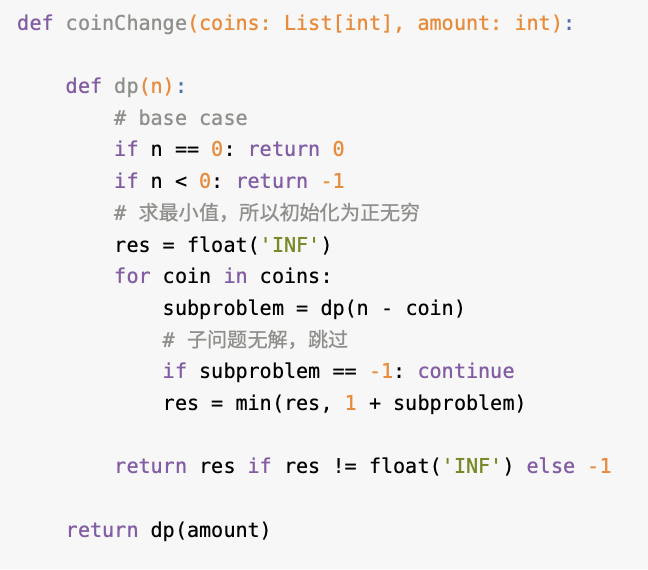 def coinChange(coins: List[int], amount: int):
    def dp(n):
        # base case
        if n == 0: return 0
        if n < 0: return -1
        # 求最小值，所以初始化为正无穷
        res = float('INF')
        for coin in coins:
            subproblem = dp(n - coin)
            # 子问题无解，跳过
            if subproblem == -1: continue
            res = min(res, 1 + subproblem)
        return res if res != float('INF') else -1
    return dp(amount)